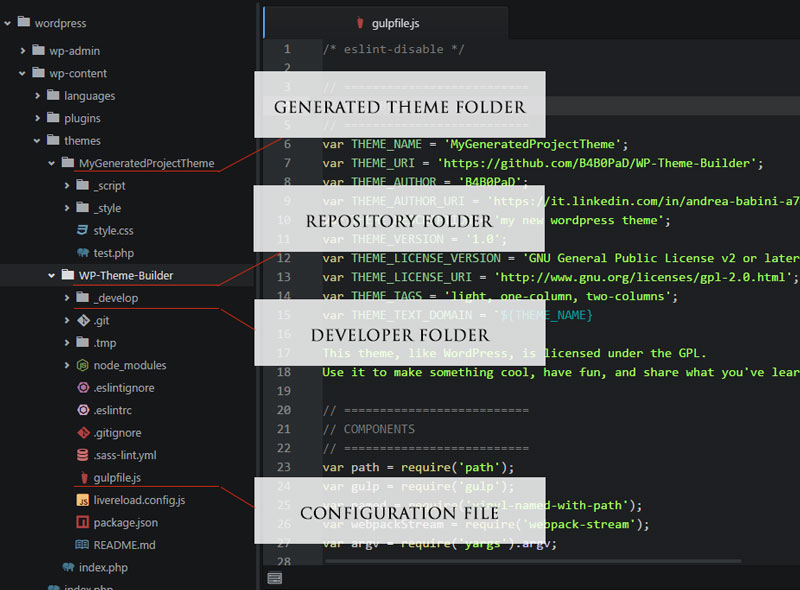 wordpress
wp-admin
wp-content
languages
plugins
themes
MyGeneratedProjectTheme
_script
_style
style.css
test.php
WP-Theme-Builder
_develop
.git
.tmp
node_modules
.eslintignore
.eslintrc
.gitignore
.sass-lint.yml
gulpfile.js
livereload.config.js
package.json
README.md
index.php
index.php
gulpfile.js
1 /* eslint-disable */
2
3 // ==========================
GENERATED THEME FOLDER
5 // ==========================
6 var THEME_NAME = 'MyGeneratedProjectTheme';
7 var THEME_URI = 'https://github.com/B4B0PaD/WP-Theme-Builder';
8 var THEME_AUTHOR = 'B4B0PaD';
9 var THEME_AUTHOR_URI = 'https://it.linkedin.com/in/andrea-babini-a7
REPOSITORY FOLDER
10 'my new wordpress theme';
11 var THEME_VERSION = '1.0';
12 var THEME_LICENSE_VERSION = 'GNU General Public License v2 or later
13 var THEME_LICENSE_URI = 'http://www.gnu.org/licenses/gpl-2.0.html';
14 var THEME_TAGS = 'light, one-column, two-columns';
15 var THEME_TEXT_DOMAIN = `${THEME_NAME}
16
DEVELOPER FOLDER
17 This theme, like WordPress, is licensed under the GPL.
18 Use it to make something cool, have fun, and share what you've lear
19
20 // ==========================
21 // COMPONENTS
22 // ==========================
23 var path = require('path');
24 var gulp = require('gulp');
25 require('vinyl-named-with-path');
CONFIGURATION FILE
26 var webpackStream = require('webpack-stream');
27 var argv = require('yargs').argv;
28